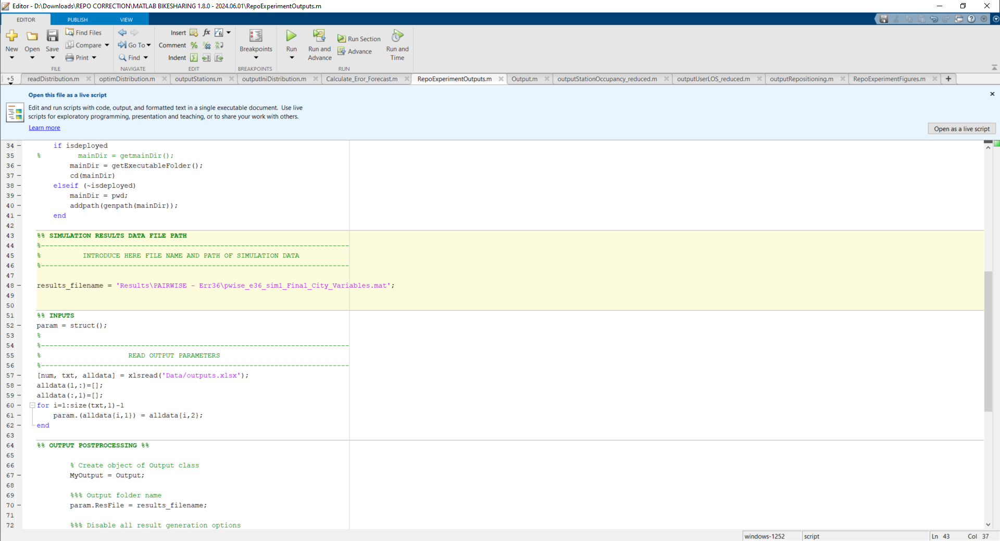 Editor - D:\Downloads\REPO CORRECTION\MATLAB BIKESHARING 1.8.0 - 2024.06.01\RepoExperimentOutputs.m
EDITOR PUBLISH VIEW
New Open Save Find Files Compare Print
FILE
Go To Find
NAVIGATE
Insert fx
Comment
Indent
EDIT
Breakpoints
BREAKPOINTS
Run Run and Advance Run Section Advance Run and Time
RUN
+5 readDistribution.m optimDistribution.m outputStations.m outputIniDistribution.m Calculate_Eror_Forecast.m RepoExperimentOutputs.m Output.m outputStationOccupancy_reduced.m outputUserLOS_reduced.m outputRepositioning.m RepoExperimentFigures.m +
Open this file as a live script
Edit and run scripts with code, output, and formatted text in a single executable document. Use live
scripts for exploratory programming, presentation and teaching, or to share your work with others.
Learn more
Open as a live script
34 if isdeployed
35 % mainDir = getmainDir();
36 mainDir = getExecutableFolder();
37 cd(mainDir)
38 elseif (~isdeployed)
39 mainDir = pwd;
40 addpath(genpath(mainDir));
41 end
42
43 %% SIMULATION RESULTS DATA FILE PATH
44 %--------------------------------------------------------------------------
45 % INTRODUCE HERE FILE NAME AND PATH OF SIMULATION DATA
46 %--------------------------------------------------------------------------
47
48 results_filename = 'Results\PAIRWISE - Err36\pwise_e36_sim1_Final_City_Variables.mat';
49
50
51 %% INPUTS
52 param = struct();
53 %
54 %--------------------------------------------------------------------------
55 % READ OUTPUT PARAMETERS
56 %--------------------------------------------------------------------------
57 [num, txt, alldata] = xlsread('Data/outputs.xlsx');
58 alldata(1,:)=[];
59 alldata(:,1)=[];
60 for i=1:size(txt,1)-1
61 param.(alldata{i,1}) = alldata{i,2};
62 end
63
64 %% OUTPUT POSTPROCESSING %%
65
66 % Create object of Output class
67 MyOutput = Output;
68
69 %%% Output folder name
70 param.ResFile = results_filename;
71
72 %%% Disable all result generation options
windows-1252 script Ln 43 Col 37